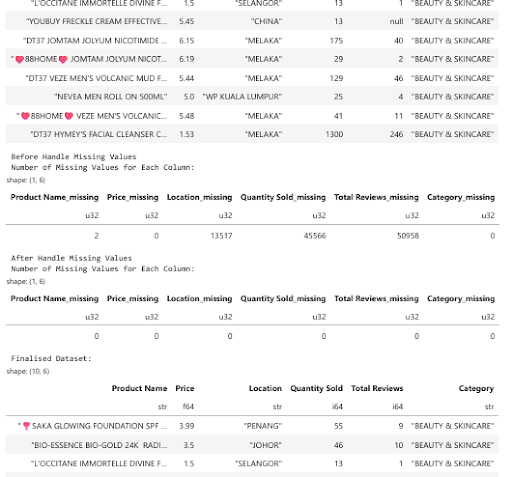 "L'OCCITANE IMMORTELLE DIVINE F... 1.5 "SELANGOR" 13 1 "BEAUTY & SKINCARE"
"YOUBUY FRECKLE CREAM EFFECTIVE... 5.45 "CHINA" 13 null "BEAUTY & SKINCARE"
"DT37 JOMTAM JOLYUM NICOTIMIDE ... 6.15 "MELAKA" 175 40 "BEAUTY & SKINCARE"
"💗88HOME💗 JOMTAM JOLYUM NICOT... 6.19 "MELAKA" 29 2 "BEAUTY & SKINCARE"
"DT37 VEZE MEN'S VOLCANIC MUD F... 5.44 "MELAKA" 129 46 "BEAUTY & SKINCARE"
"NEVEA MEN ROLL ON 500ML" 5.0 "WP KUALA LUMPUR" 25 4 "BEAUTY & SKINCARE"
"💗88HOME💗 VEZE MEN'S VOLCANIC... 5.48 "MELAKA" 41 11 "BEAUTY & SKINCARE"
"DT37 HYMEY'S FACIAL CLEANSER C... 1.53 "MELAKA" 1300 246 "BEAUTY & SKINCARE"
Before Handle Missing Values
Number of Missing Values for Each Column:
shape: (1, 6)
Product Name_missing Price_missing Location_missing Quantity Sold_missing Total Reviews_missing Category_missing
u32 u32 u32 u32 u32 u32
2 0 13517 45566 50958 0
After Handle Missing Values
Number of Missing Values for Each Column:
shape: (1, 6)
Product Name_missing Price_missing Location_missing Quantity Sold_missing Total Reviews_missing Category_missing
u32 u32 u32 u32 u32 u32
0 0 0 0 0 0
Finalised Dataset:
shape: (10, 6)
Product Name Price Location Quantity Sold Total Reviews Category
str f64 str i64 i64 str
"🌹SAKA GLOWING FOUNDATION SPF ... 3.99 "PENANG" 55 9 "BEAUTY & SKINCARE"
"BIO-ESSENCE BIO-GOLD 24K RADI... 3.5 "JOHOR" 46 10 "BEAUTY & SKINCARE"
"L'OCCITANE IMMORTELLE DIVINE F... 1.5 "SELANGOR" 13 1 "BEAUTY & SKINCARE"